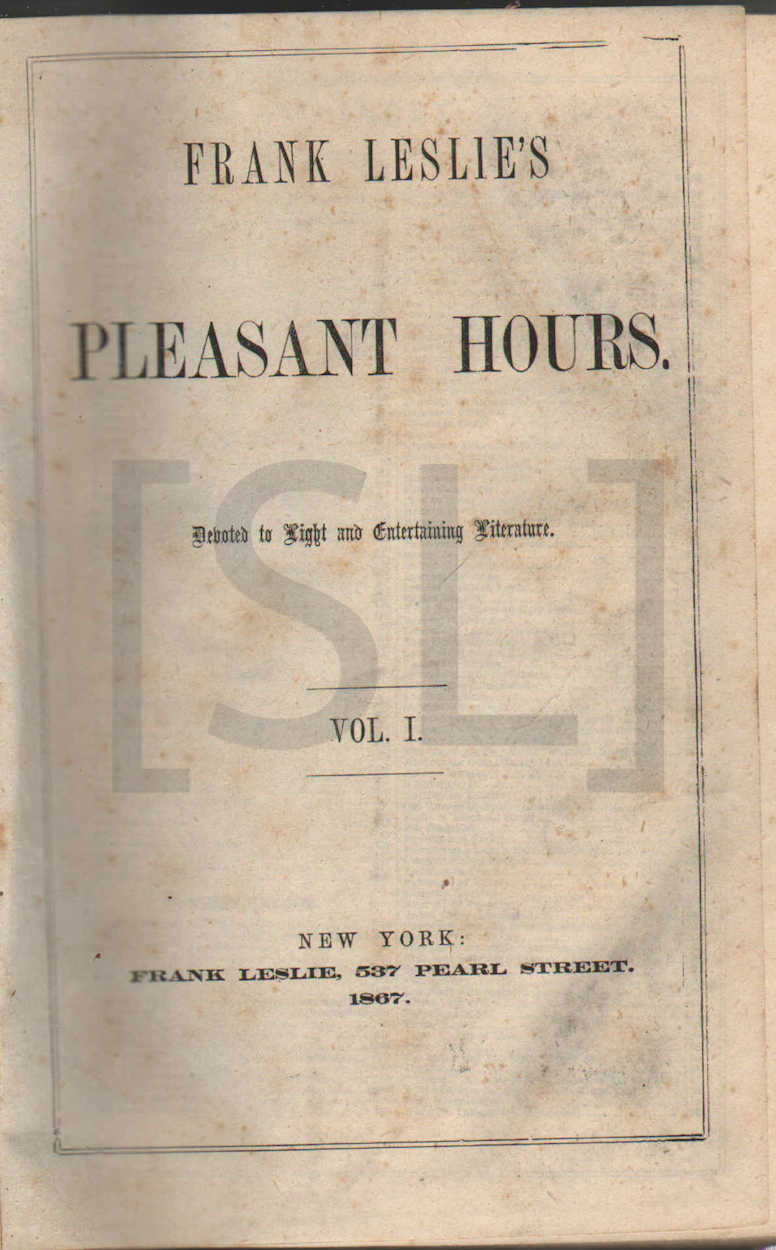 FRANK LESLIE'S
PLEASANT HOURS.
Devoted to Light and Entertaining Literature.
[SL]
VOL. I.
NEW YORK:
FRANK LESLIE, 537 PEARL STREET.
1867.